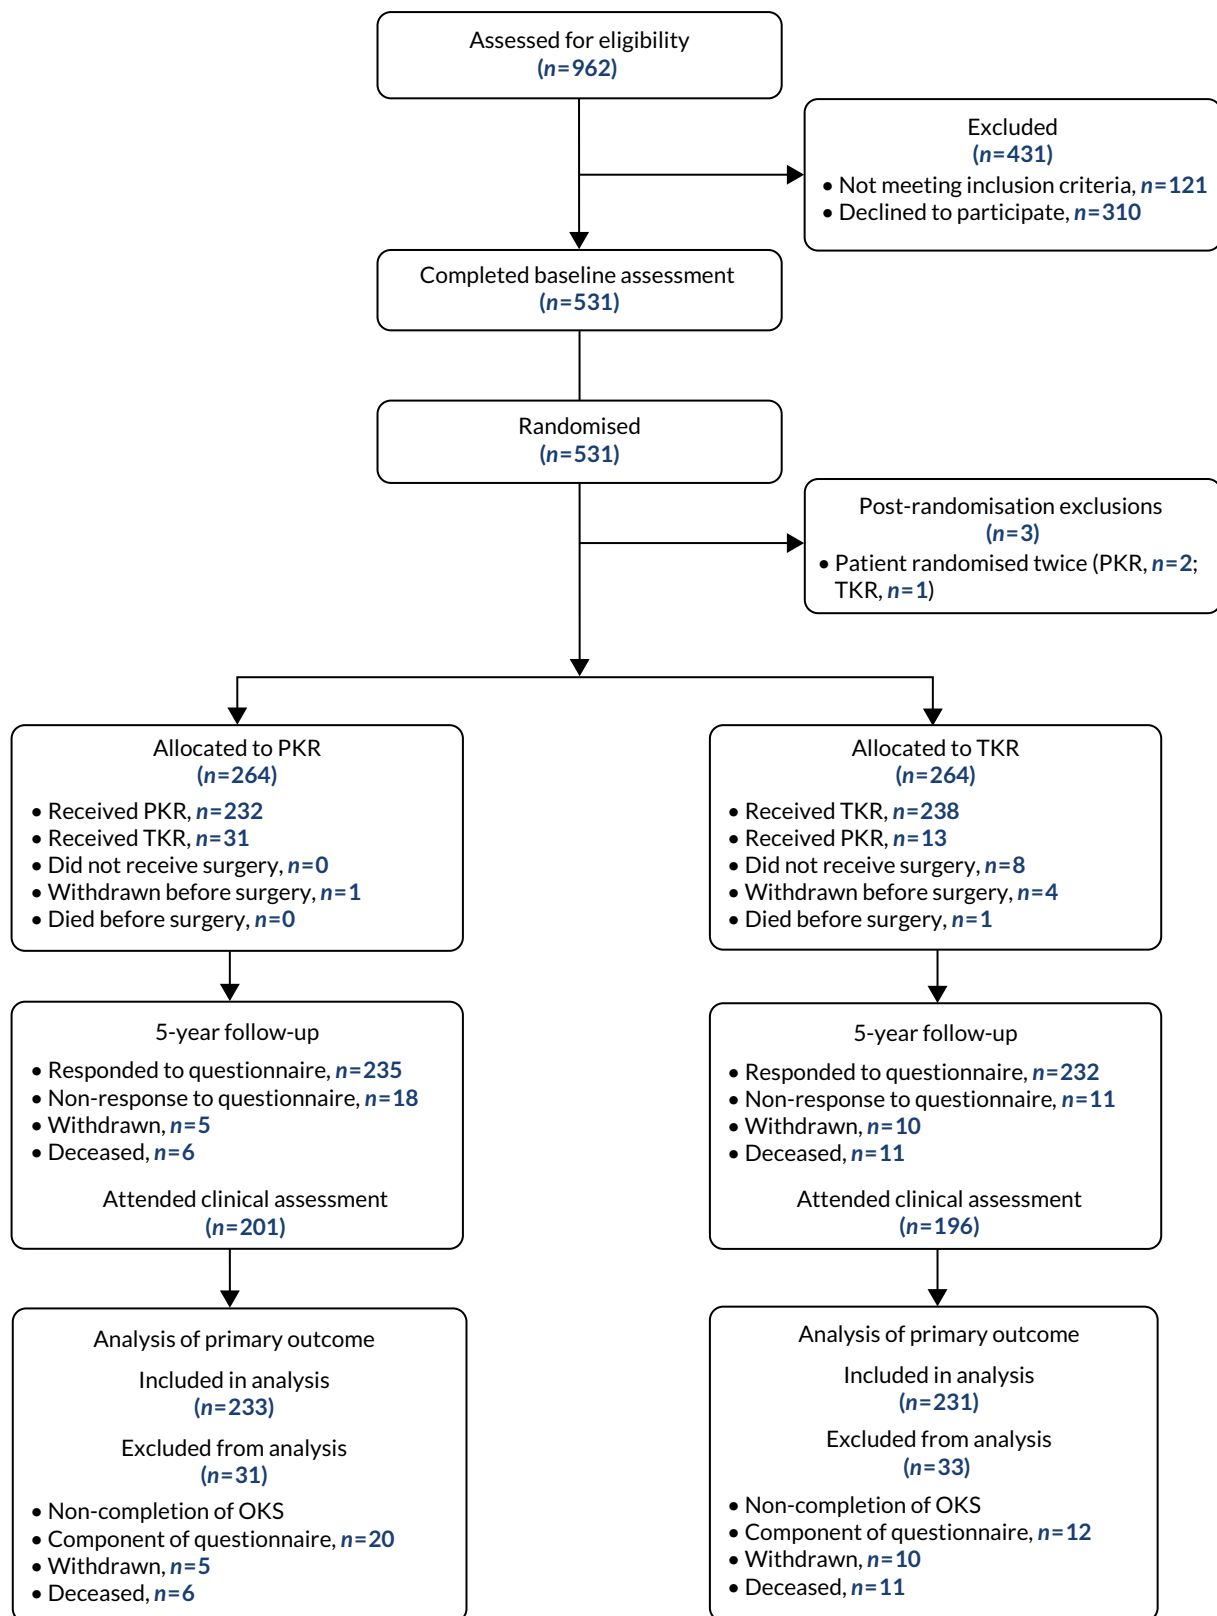 Assessed for eligibility
(n=962)
Excluded
(n=431)
• Not meeting inclusion criteria, n=121
• Declined to participate, n=310
Completed baseline assessment
(n=531)
Randomised
(n=531)
Post-randomisation exclusions
(n=3)
• Patient randomised twice (PKR, n=2;
TKR, n=1)
Allocated to PKR
(n=264)
• Received PKR, n=232
• Received TKR, n=31
• Did not receive surgery, n=0
• Withdrawn before surgery, n=1
• Died before surgery, n=0
Allocated to TKR
(n=264)
• Received TKR, n=238
• Received PKR, n=13
• Did not receive surgery, n=8
• Withdrawn before surgery, n=4
• Died before surgery, n=1
5-year follow-up
• Responded to questionnaire, n=235
• Non-response to questionnaire, n=18
• Withdrawn, n=5
• Deceased, n=6
Attended clinical assessment
(n=201)
5-year follow-up
• Responded to questionnaire, n=232
• Non-response to questionnaire, n=11
• Withdrawn, n=10
• Deceased, n=11
Attended clinical assessment
(n=196)
Analysis of primary outcome
Included in analysis
(n=233)
Excluded from analysis
(n=31)
• Non-completion of OKS
• Component of questionnaire, n=20
• Withdrawn, n=5
• Deceased, n=6
Analysis of primary outcome
Included in analysis
(n=231)
Excluded from analysis
(n=33)
• Non-completion of OKS
• Component of questionnaire, n=12
• Withdrawn, n=10
• Deceased, n=11